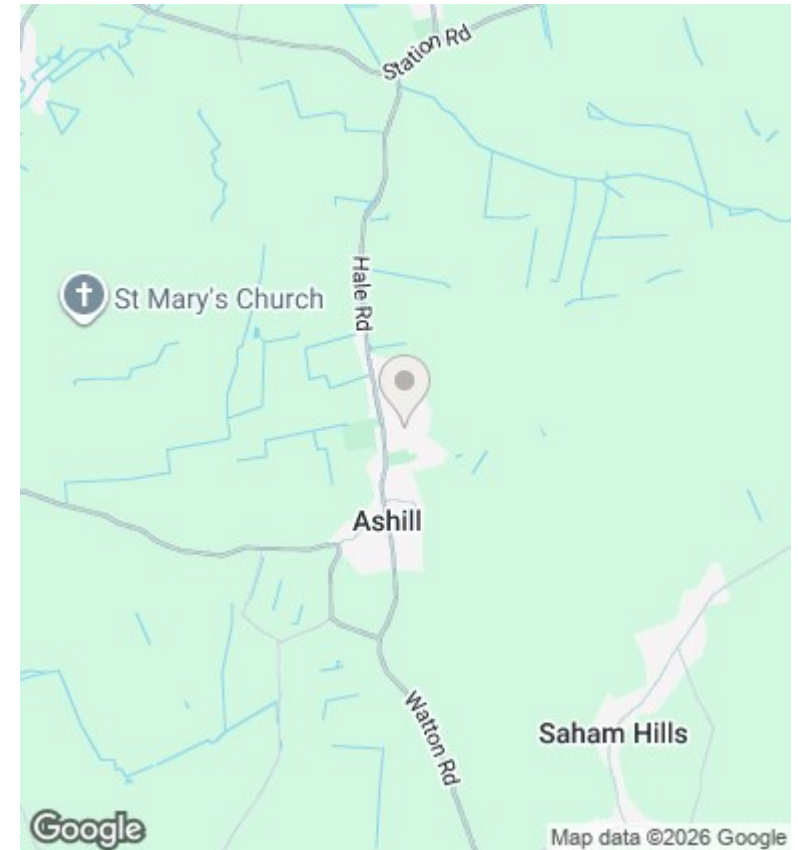 Station Rd
Hale Rd
St Mary's Church
Ashill
Saham Hills
Watton Rd
Google
Map data ©2026 Google